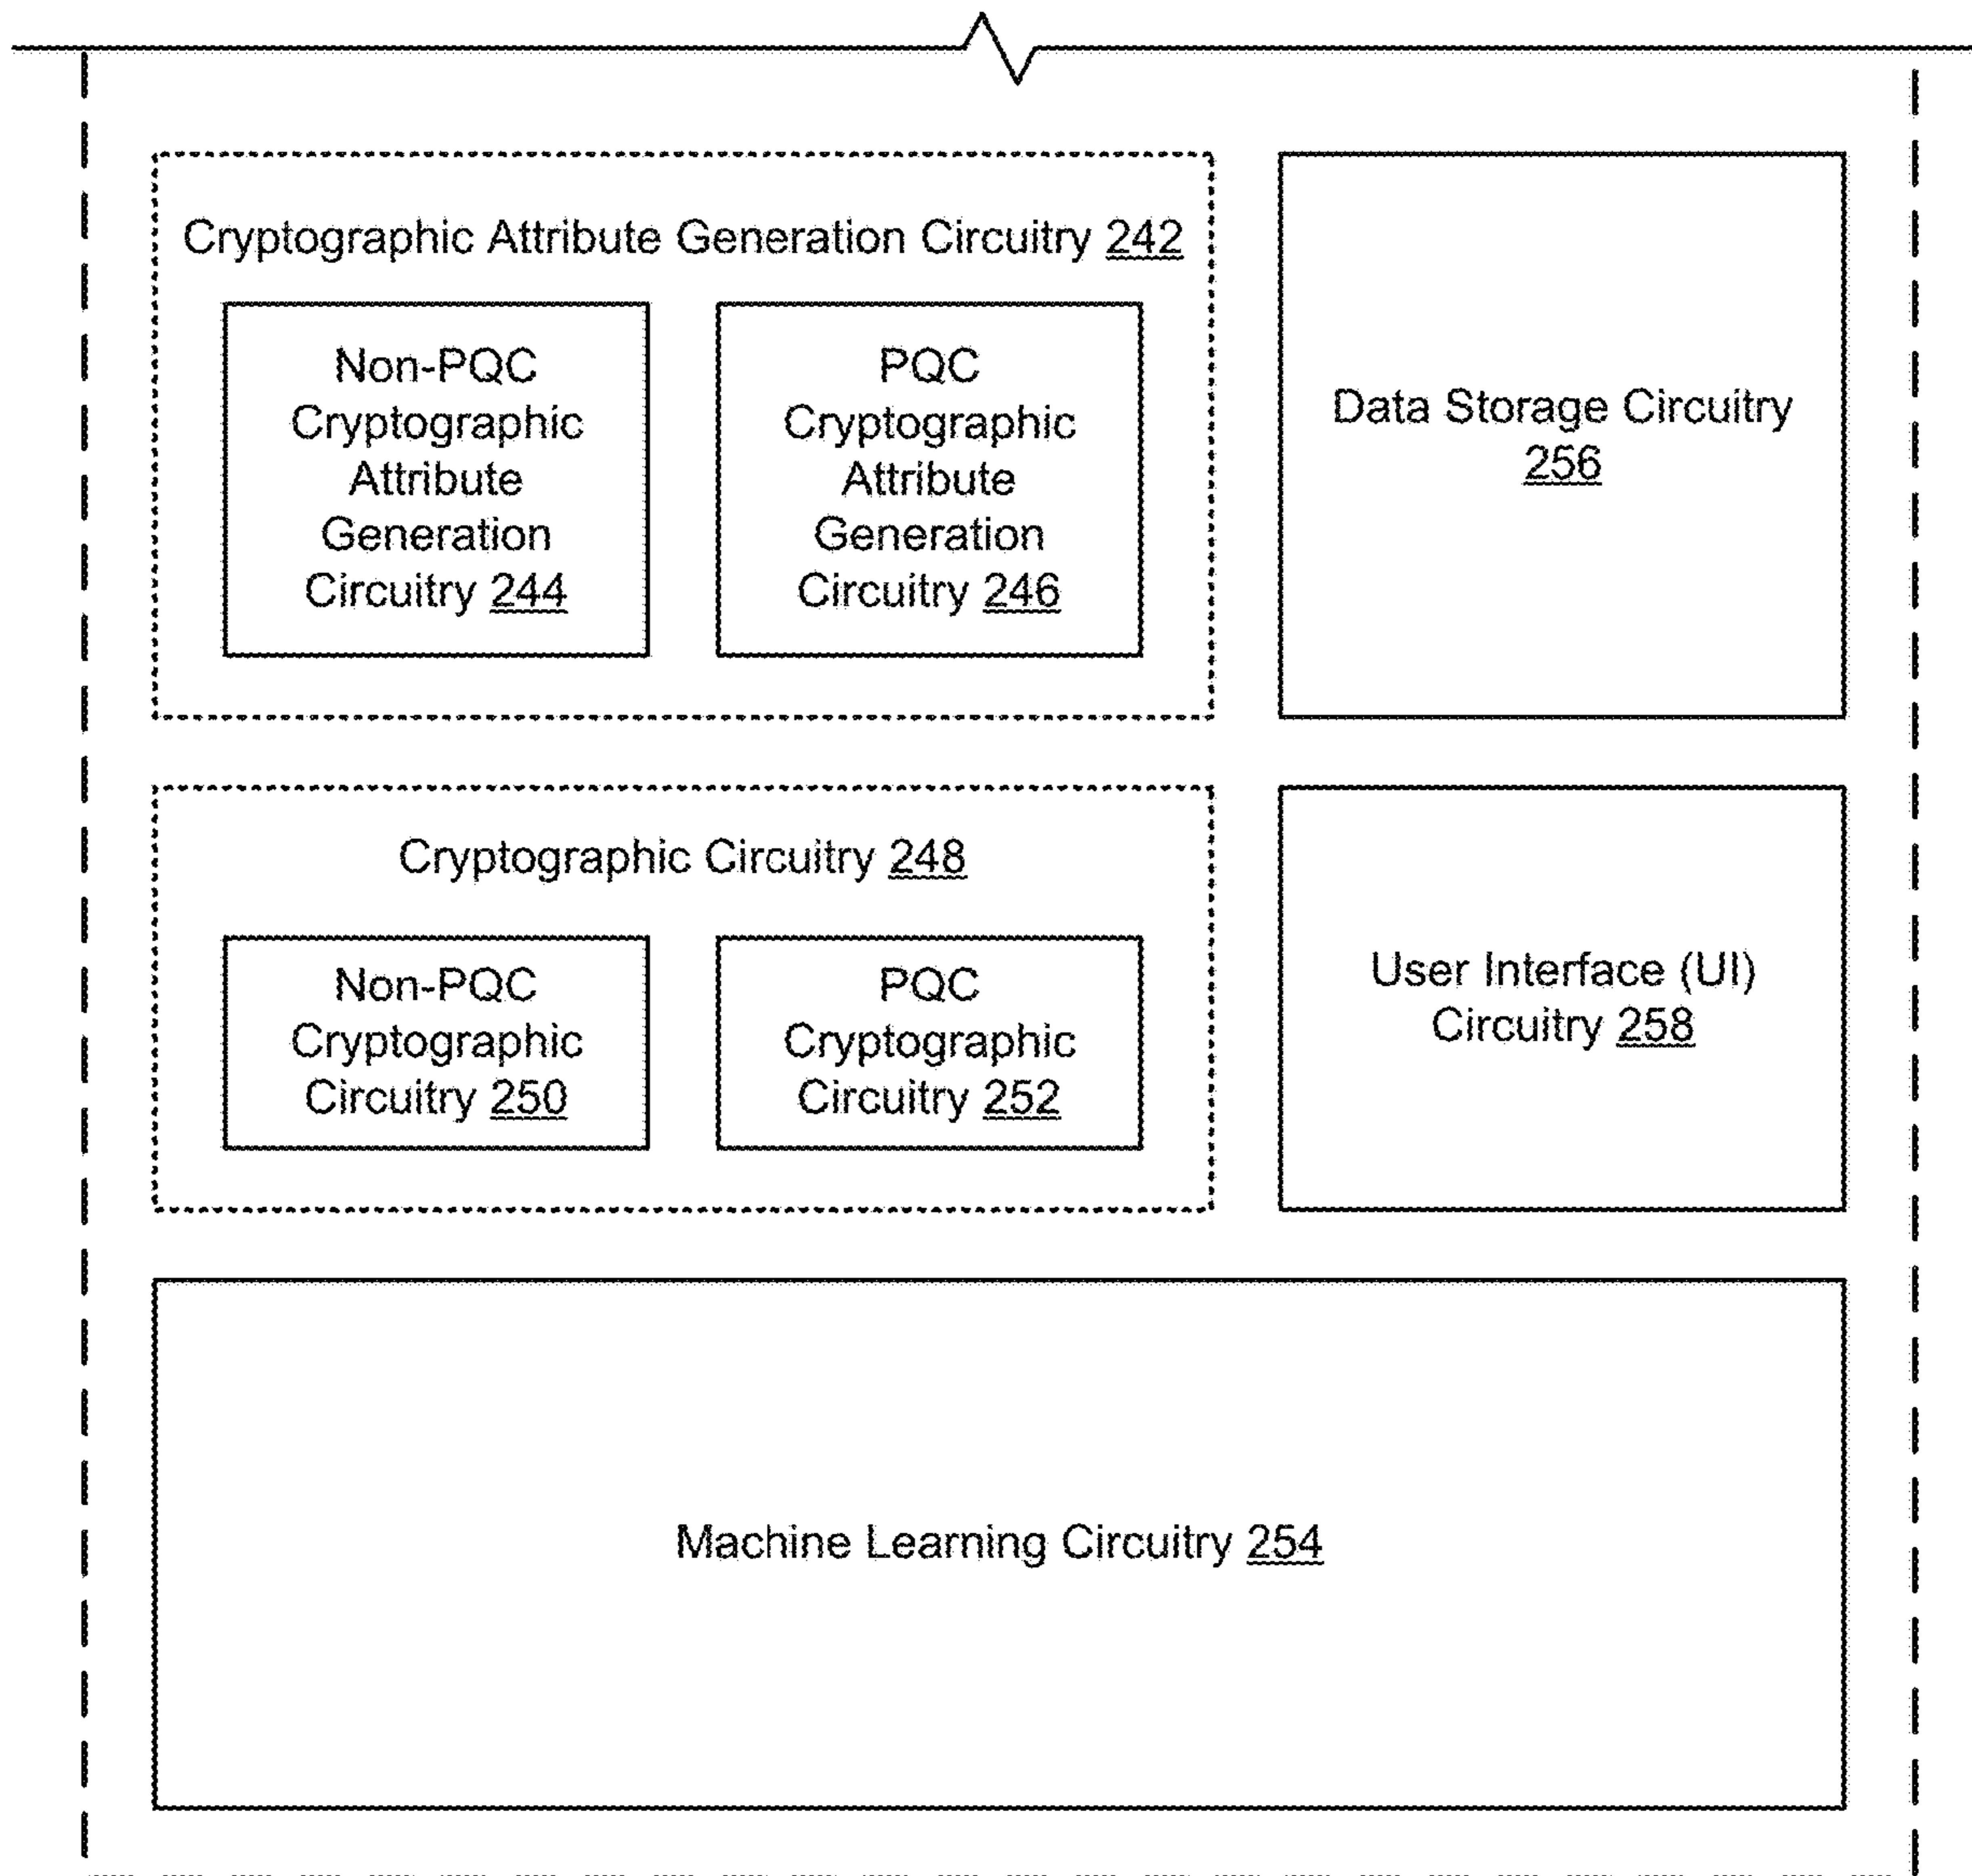 Cryptographic Attribute Generation Circuitry 242
Non-PQC
Cryptographic
Attribute
Generation
Circuitry 244
PQC
Cryptographic
Attribute
Generation
Circuitry 246
Data Storage Circuitry
256
Cryptographic Circuitry 248
Non-PQC
Cryptographic
Circuitry 250
PQC
Cryptographic
Circuitry 252
User Interface (UI)
Circuitry 258
Machine Learning Circuitry 254